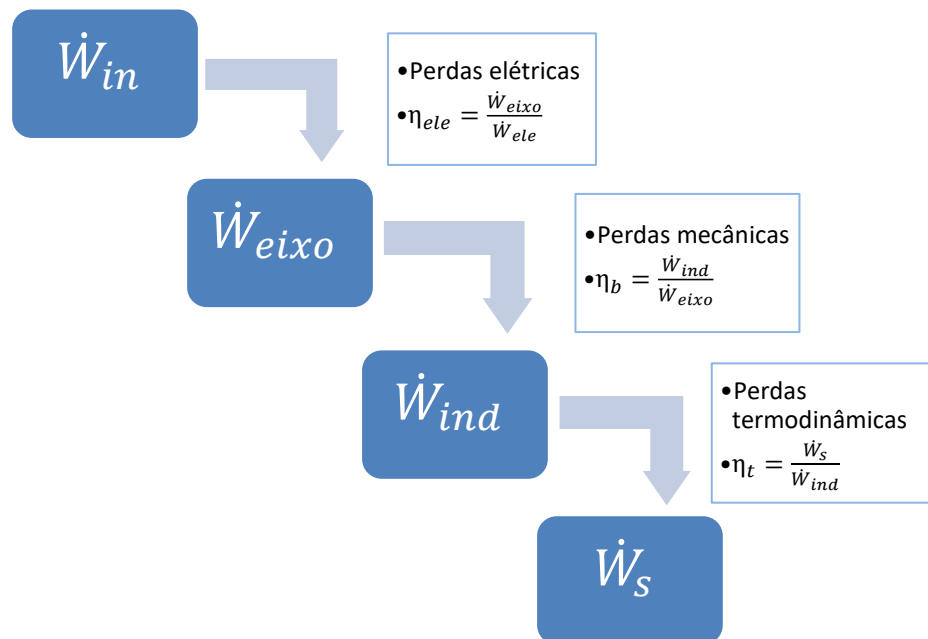 Ẇ_in
•Perdas elétricas
•η_ele = Ẇ_eixo / Ẇ_ele
Ẇ_eixo
•Perdas mecânicas
•η_b = Ẇ_ind / Ẇ_eixo
Ẇ_ind
•Perdas
termodinâmicas
•η_t = Ẇ_s / Ẇ_ind
Ẇ_s